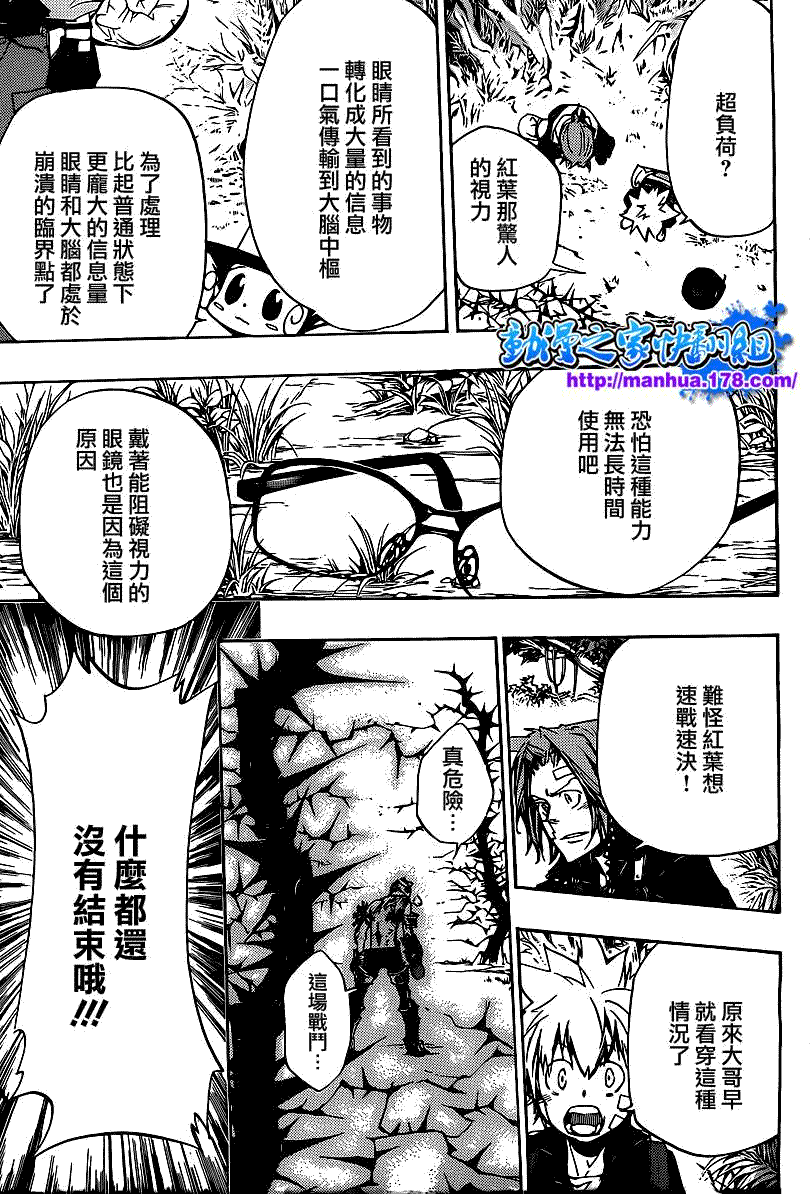 超負荷？
紅葉那驚人
的視力
眼睛所看到的事物
轉化成大量的信息
一口氣傳輸到大腦中樞
為了處理
比起普通狀態下
更龐大的信息量
眼睛和大腦都處於
崩潰的臨界點了
動漫之家快翻組
http://manhua.178.com/
恐怕這種能力
無法長時間
使用吧
戴著能阻礙視力的
眼鏡也是因為這個
原因
難怪紅葉想
速戰速決！
真危險…
這場戰鬥…
原來大哥早
就看穿這種
情況了
什麼都還
沒有結束哦!!!